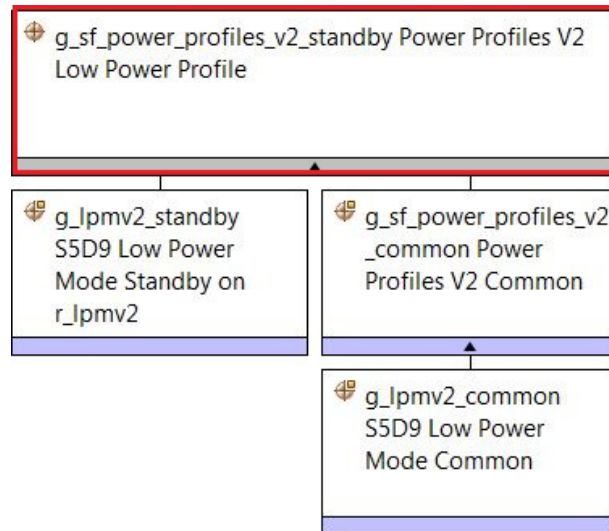 g_sf_power_profiles_v2_standby Power Profiles V2
Low Power Profile
g_lpmv2_standby
S5D9 Low Power
Mode Standby on
r_lpmv2
g_sf_power_profiles_v2
_common Power
Profiles V2 Common
g_lpmv2_common
S5D9 Low Power
Mode Common